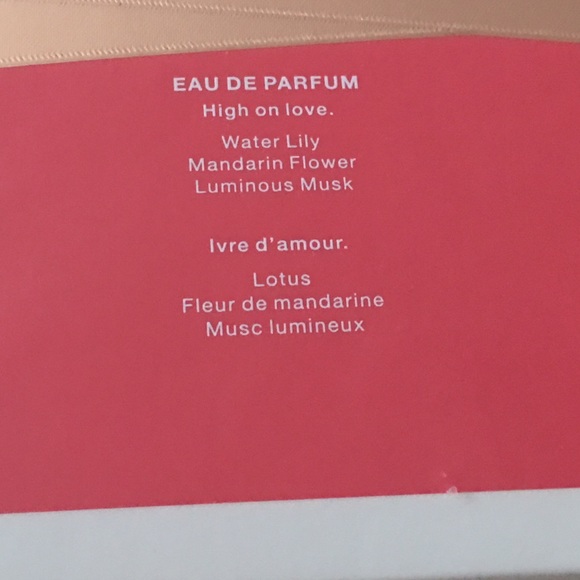 EAU DE PARFUM
High on love.
Water Lily
Mandarin Flower
Luminous Musk
Ivre d'amour.
Lotus
Fleur de mandarine
Musc lumineux